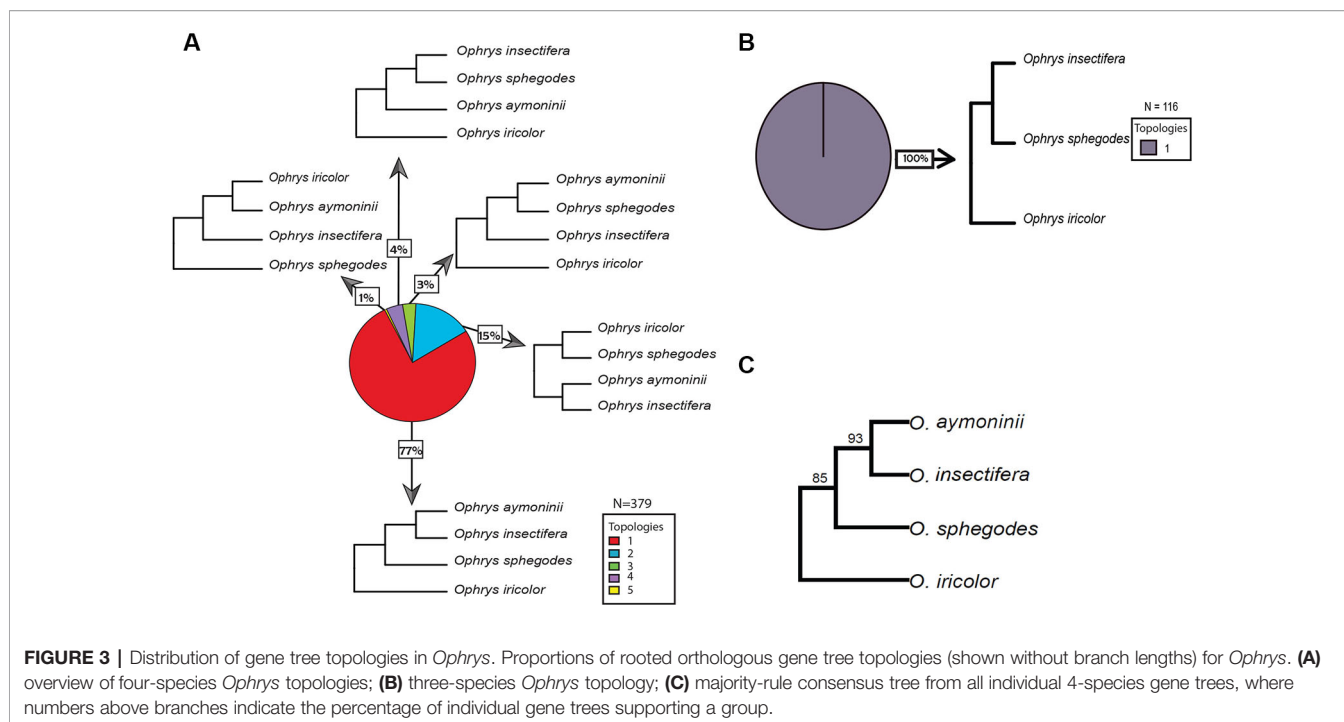 A
Ophrys insectifera
Ophrys sphegodes
Ophrys aymoninii
Ophrys iricolor
Ophrys iricolor
Ophrys aymoninii
Ophrys insectifera
Ophrys sphegodes
Ophrys aymoninii
Ophrys sphegodes
Ophrys insectifera
Ophrys iricolor
4%
3%
1%
15%
Ophrys iricolor
Ophrys sphegodes
Ophrys aymoninii
Ophrys insectifera
77%
Ophrys aymoninii
Ophrys insectifera
Ophrys sphegodes
Ophrys iricolor
N=379
Topologies
1
2
3
4
5
B
100%
Ophrys insectifera
Ophrys sphegodes
Ophrys iricolor
N = 116
Topologies
1
C
93
85
O. aymoninii
O. insectifera
O. sphegodes
O. iricolor
FIGURE 3 | Distribution of gene tree topologies in Ophrys. Proportions of rooted orthologous gene tree topologies (shown without branch lengths) for Ophrys. (A)
overview of four-species Ophrys topologies; (B) three-species Ophrys topology; (C) majority-rule consensus tree from all individual 4-species gene trees, where
numbers above branches indicate the percentage of individual gene trees supporting a group.